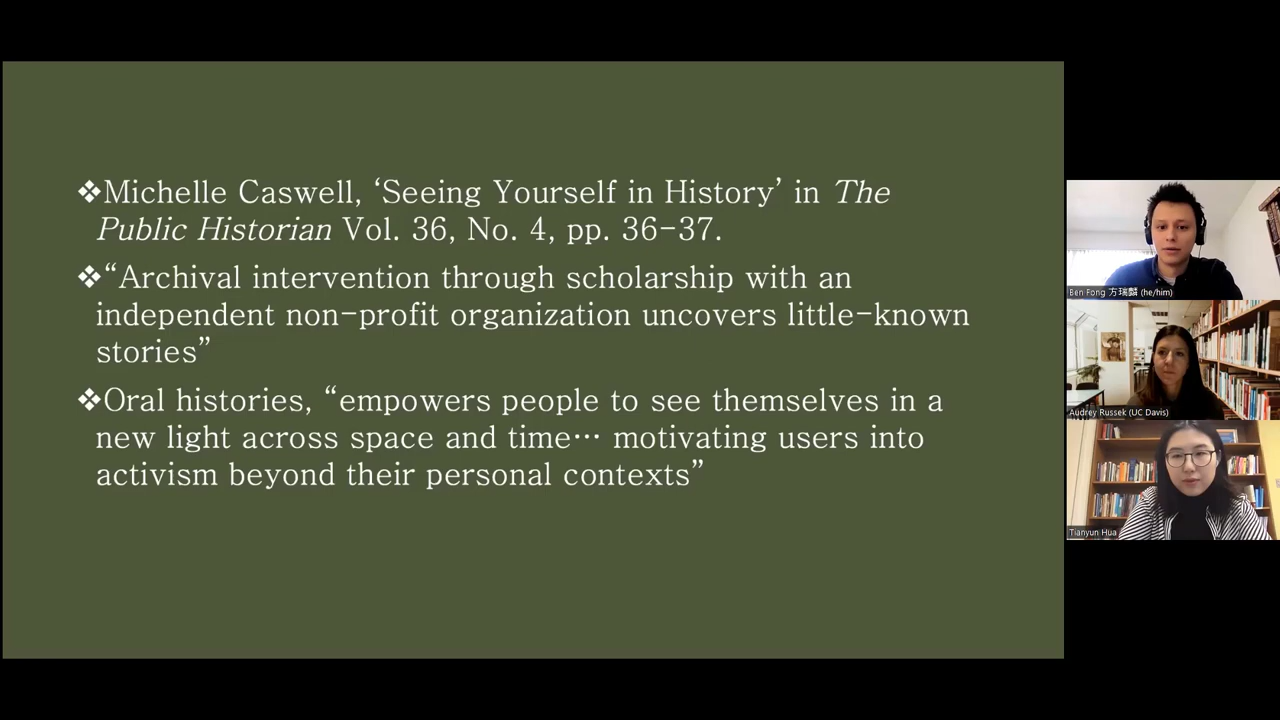 ❖Michelle Caswell, ‘Seeing Yourself in History’ in The
Public Historian Vol. 36, No. 4, pp. 36-37.
❖“Archival intervention through scholarship with an
independent non-profit organization uncovers little-known
stories”
❖Oral histories, “empowers people to see themselves in a
new light across space and time… motivating users into
activism beyond their personal contexts”
Ben Fong 方瑞麟 (he/him)
Audrey Russek (UC Davis)
Tianyun Hua